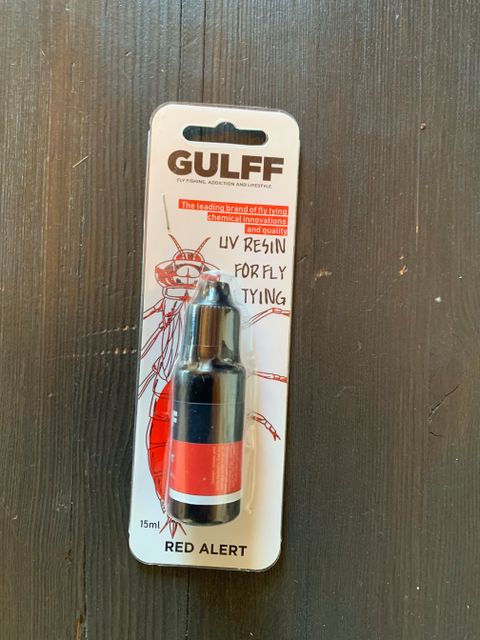 GULFF
FLY FISHING, ADDICTION AND LIFESTYLE
The leading brand of fly tying
chemical innovations
and quality
UV RESIN
FOR FLY
TYING
15ml
RED ALERT